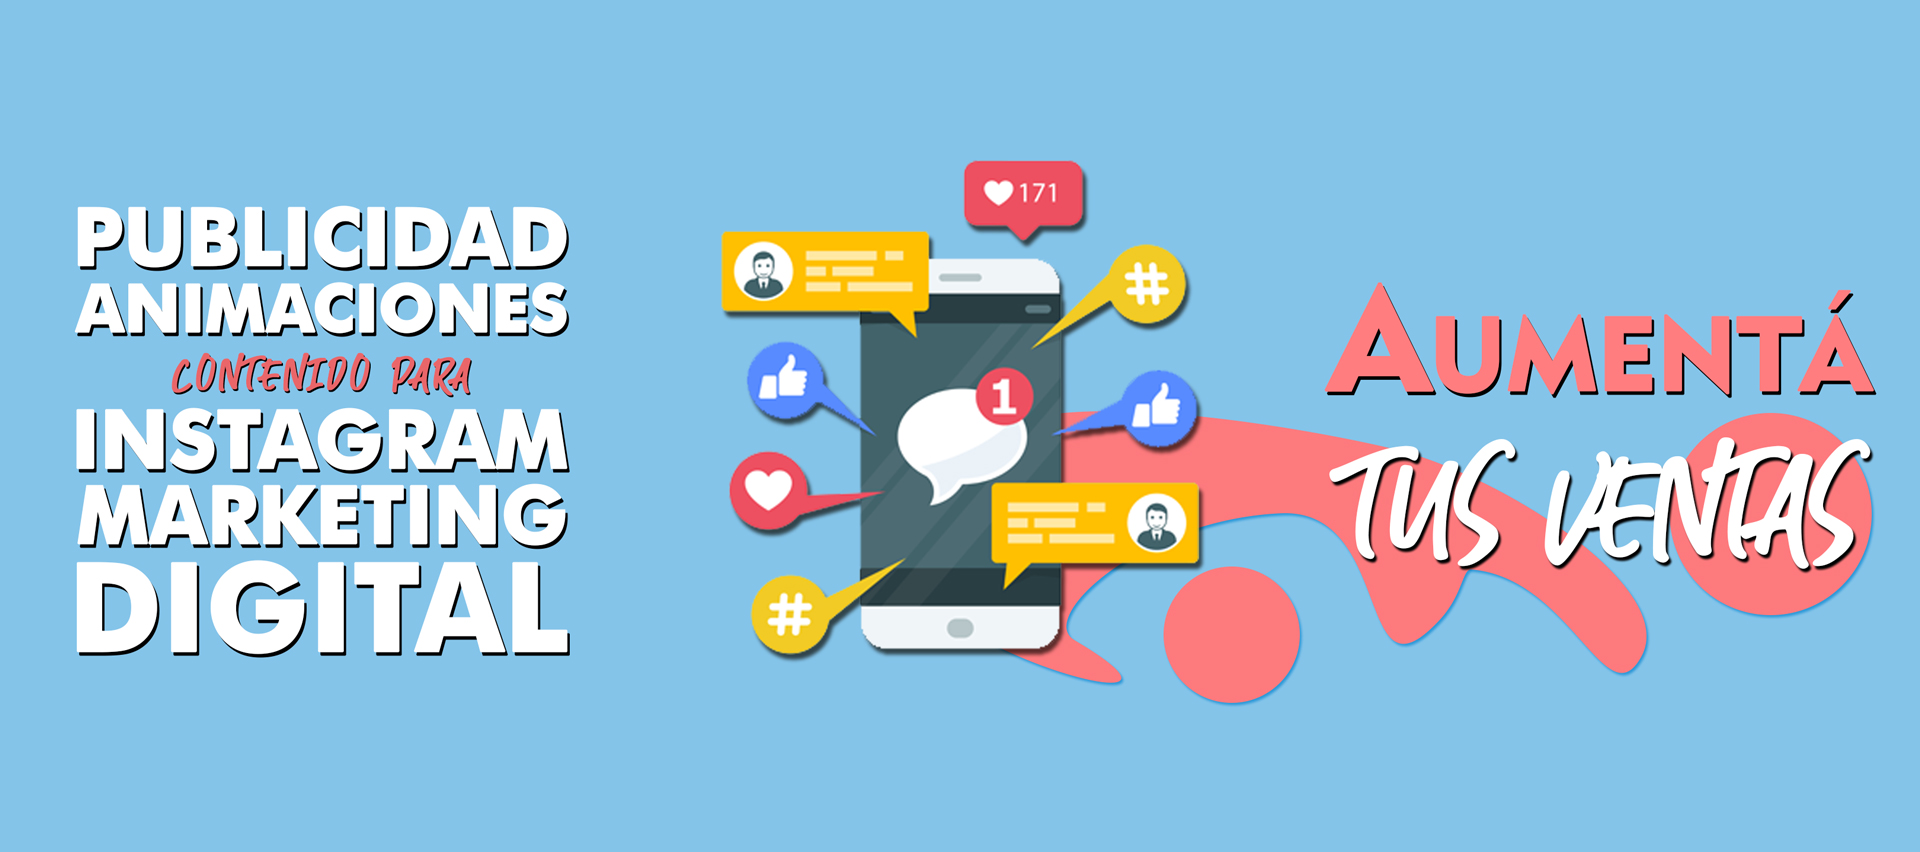 PUBLICIDAD
ANIMACIONES
CONTENIDO PARA
INSTAGRAM
MARKETING
DIGITAL
171
#
1
#
AUMENTÁ
TUS VENTAS